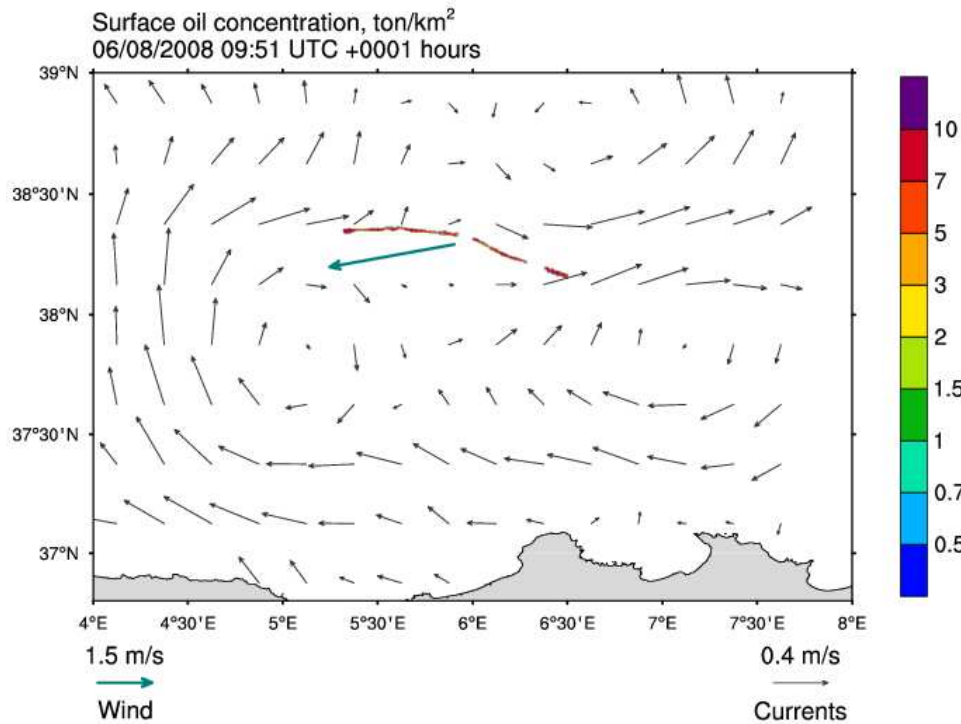 Surface oil concentration, ton/km²
06/08/2008 09:51 UTC +0001 hours
39°N
38°30'N
38°N
37°30'N
37°N
4°E 4°30'E 5°E 5°30'E 6°E 6°30'E 7°E 7°30'E 8°E
10
7
5
3
2
1.5
1
0.7
0.5
1.5 m/s
Wind
0.4 m/s
Currents